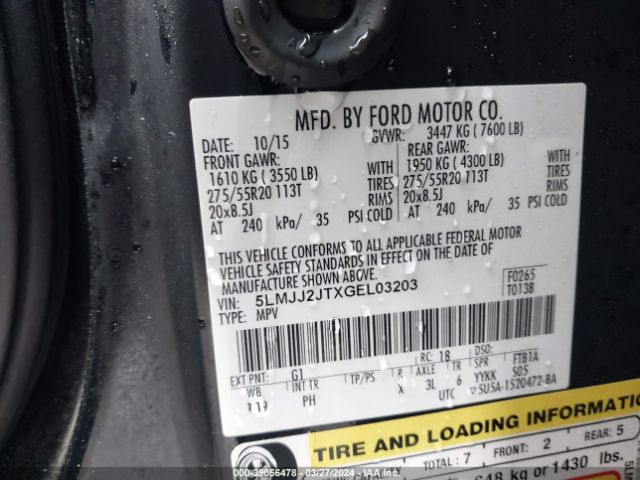 MFD. BY FORD MOTOR CO.
DATE: 10/15 GVWR: 3447 KG ( 7600 LB)
FRONT GAWR: REAR GAWR:
1610 KG ( 3550 LB) WITH 1950 KG ( 4300 LB) WITH
275/55R20 113T TIRES 275/55R20 113T TIRES
20x8.5J RIMS 20x8.5J RIMS
AT 240 kPa/ 35 PSI COLD AT 240 kPa/ 35 PSI COLD
THIS VEHICLE CONFORMS TO ALL APPLICABLE FEDERAL MOTOR
VEHICLE SAFETY STANDARDS IN EFFECT ON THE DATE OF
MANUFACTURE SHOWN ABOVE.
VIN: 5LMJJ2JTXGEL03203 F0265
TYPE: MPV T0138
EXT PNT: G1 RC: 18 DSO:
WB INT TR TP/PS R AXLE TR SPR FTB1A
119 PH X 3L 6 YYKK S05
UTC ▽5U5A-1520472-BA
TIRE AND LOADING INFORMATION
TOTAL : 7 FRONT: 2 REAR: 5
648 kg or 1430 lbs.
5LM
BRANCHED - 39056478 - 03/27/2024 - IAA Inc.